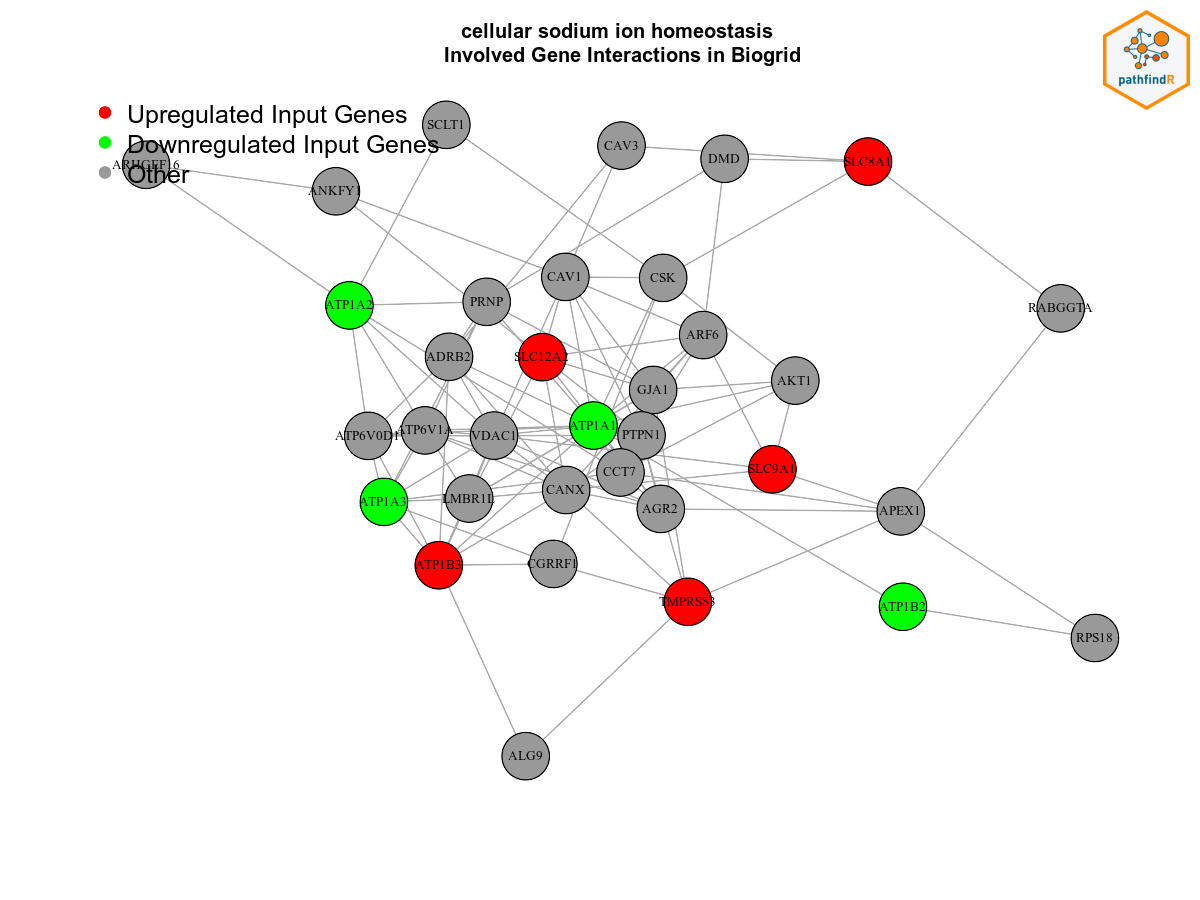 cellular sodium ion homeostasis
Involved Gene Interactions in Biogrid
pathfindR
Upregulated Input Genes
Downregulated Input Genes
Other
SCLT1
CAV3
DMD
SLC8A1
ARHGEF16
ANKFY1
CAV1
CSK
ATP1A2
PRNP
RABGGTA
ARF6
ADRB2
SLC12A2
GJA1
AKT1
ATP6V0D1
ATP6V1A
VDAC1
ATP1A1
PTPN1
CCT7
SLC9A1
ATP1A3
LMBR1L
CANX
AGR2
APEX1
ATP1B3
CGRRF1
TMPRSS3
ATP1B2
RPS18
ALG9